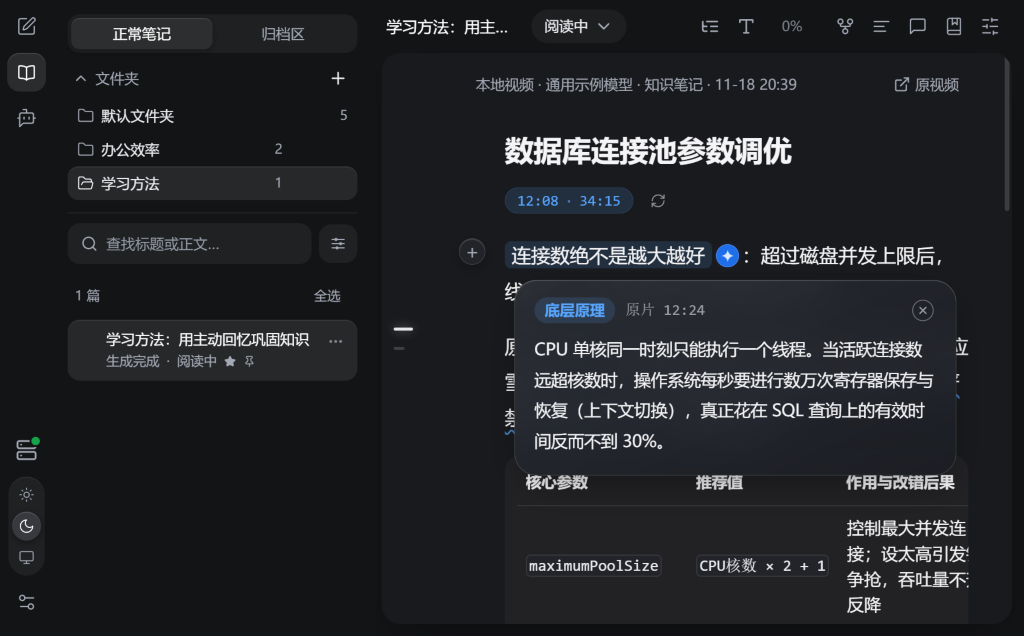 正常笔记
归档区
文件夹
默认文件夹 5
办公效率 2
学习方法 1
查找标题或正文...
1 篇
全选
学习方法：用主动回忆巩固知识
生成完成 · 阅读中
学习方法：用主...
阅读中
0%
本地视频 · 通用示例模型 · 知识笔记 · 11-18 20:39
原视频
数据库连接池参数调优
12:08 · 34:15
连接数绝不是越大越好 ：超过磁盘并发上限后，
底层原理 原片 12:24
CPU 单核同一时刻只能执行一个线程。当活跃连接数
远超核数时，操作系统每秒要进行数万次寄存器保存与
恢复（上下文切换），真正花在 SQL 查询上的有效时
间反而不到 30%。
核心参数 推荐值 作用与改错后果
maximumPoolSize
CPU核数 × 2 + 1
控制最大并发连
接；设太高引发
争抢，吞吐量不
反降